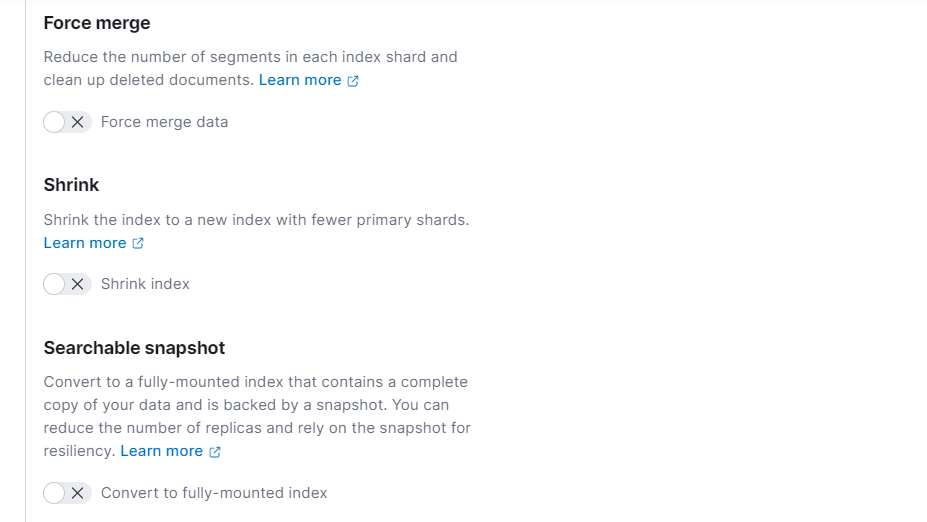 Force merge
Reduce the number of segments in each index shard and
clean up deleted documents. Learn more
Force merge data
Shrink
Shrink the index to a new index with fewer primary shards.
Learn more
Shrink index
Searchable snapshot
Convert to a fully-mounted index that contains a complete
copy of your data and is backed by a snapshot. You can
reduce the number of replicas and rely on the snapshot for
resiliency. Learn more
Convert to fully-mounted index